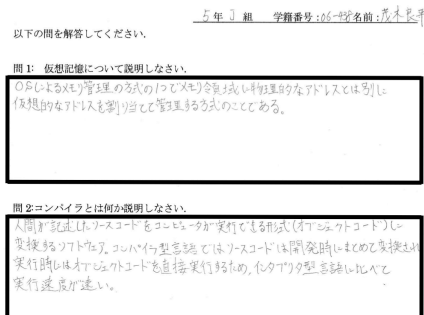 5年 J 組 学籍番号:06-438名前:茂木良平
以下の問を解答してください.
問1: 仮想記憶について説明しなさい.
OSによるメモリ管理の方式の1つでメモリ領域に物理的なアドレスとは別に
仮想的なアドレスを割り当てて管理する方式のことである。
問2:コンパイラとは何か説明しなさい.
人間が記述したソースコードをコンピュータが実行できる形式(オブジェクトコード)に
変換するソフトウェア。コンパイラ型言語ではソースコードは開発時にまとめて変換され
実行時にはオブジェクトコードを直接実行するため、インタプリタ型言語に比べて
実行速度が速い。